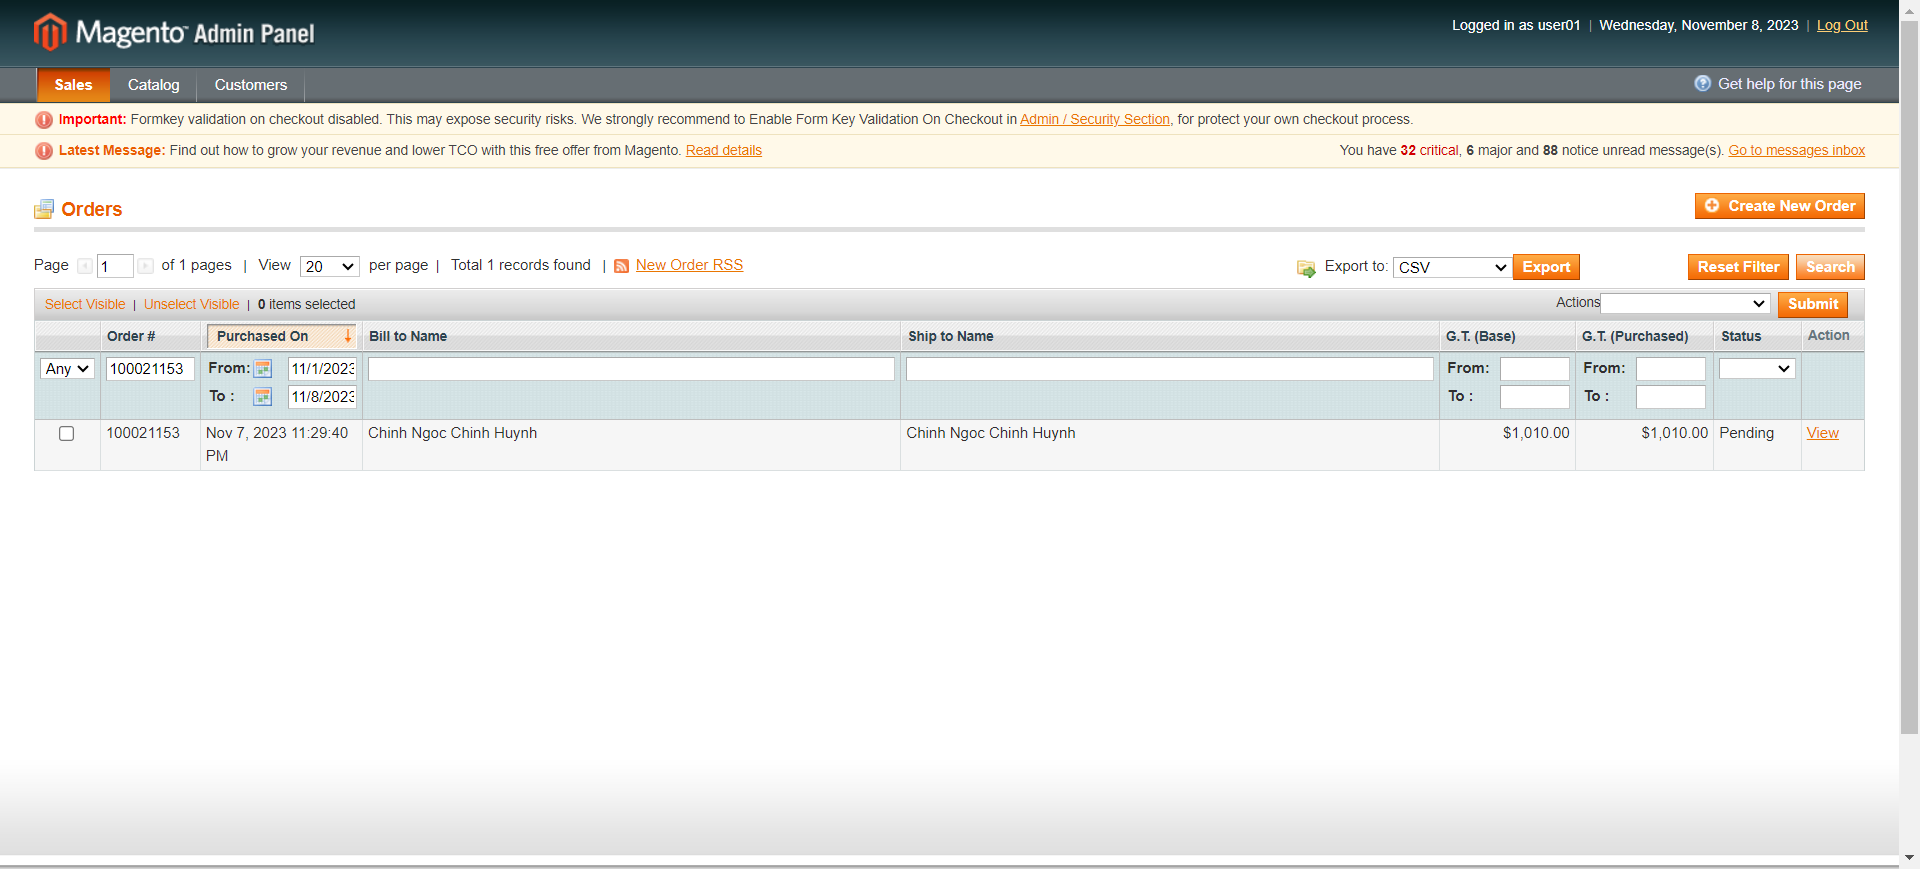 Magento™ Admin Panel
Logged in as user01 | Wednesday, November 8, 2023 | Log Out
Sales Catalog Customers Get help for this page
Important: Formkey validation on checkout disabled. This may expose security risks. We strongly recommend to Enable Form Key Validation On Checkout in Admin / Security Section, for protect your own checkout process.
Latest Message: Find out how to grow your revenue and lower TCO with this free offer from Magento. Read details You have 32 critical, 6 major and 88 notice unread message(s). Go to messages inbox
Orders Create New Order
Page 1 of 1 pages | View 20 per page | Total 1 records found | New Order RSS Export to: CSV Export Reset Filter Search
Select Visible | Unselect Visible | 0 items selected Actions Submit
Order # Purchased On Bill to Name Ship to Name G.T. (Base) G.T. (Purchased) Status Action
Any 100021153 From: 11/1/2023 From: From:
To : 11/8/2023 To : To :
100021153 Nov 7, 2023 11:29:40 Chinh Ngoc Chinh Huynh Chinh Ngoc Chinh Huynh $1,010.00 $1,010.00 Pending View
PM